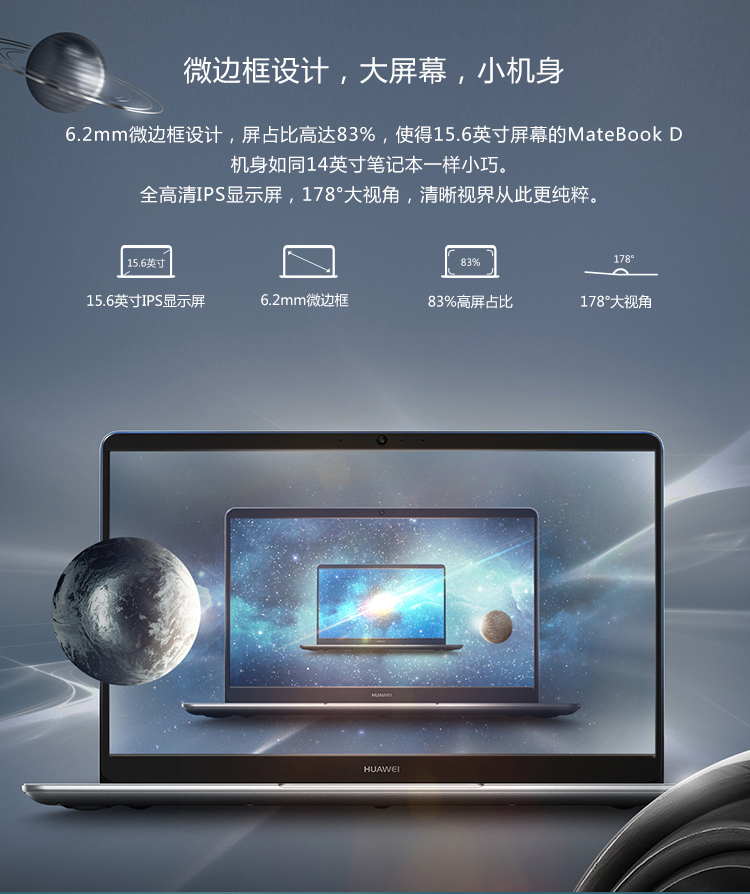 微边框设计，大屏幕，小机身
6.2mm微边框设计，屏占比高达83%，使得15.6英寸屏幕的MateBook D
机身如同14英寸笔记本一样小巧。
全高清IPS显示屏，178°大视角，清晰视界从此更纯粹。
15.6英寸
83%
178°
15.6英寸IPS显示屏
6.2mm微边框
83%高屏占比
178°大视角
HUAWEI
HUAWEI